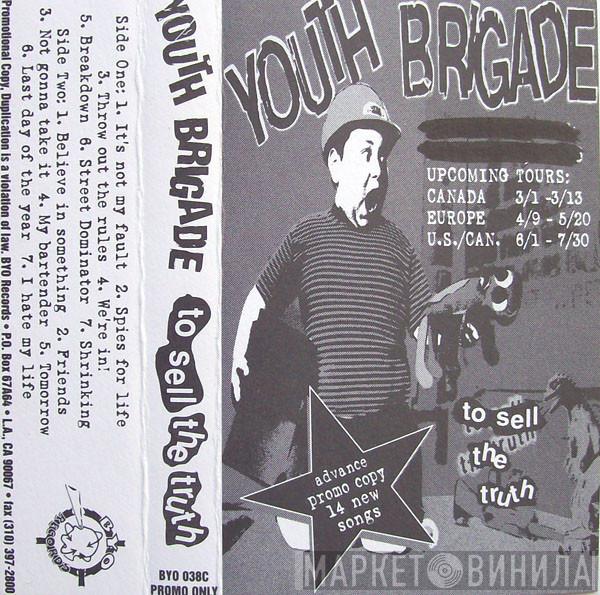 YOUTH BRIGADE
UPCOMING TOURS:
CANADA 3/1 -3/13
EUROPE 4/9 - 5/20
U.S./CAN. 6/1 - 7/30
to sell
the
truth
advance
promo copy
14 new
songs
YOUTH BRIGADE to sell the truth
BYO 038C
PROMO ONLY
Side One: 1. It's not my fault 2. Spies for life
3. Throw out the rules 4. We're in!
5. Breakdown 6. Street Dominator 7. Shrinking
Side Two: 1. Believe in something 2. Friends
3. Not gonna take it 4. My bartender 5. Tomorrow
6. Last day of the year 7. I hate my life
Promotional Copy, Duplication is a violation of law. BYO Records • P.O. Box 67A64 • L.A., CA 90067 • fax (310) 397-2800
BYO
RECORDS
МАРКЕТ ВИНИЛА